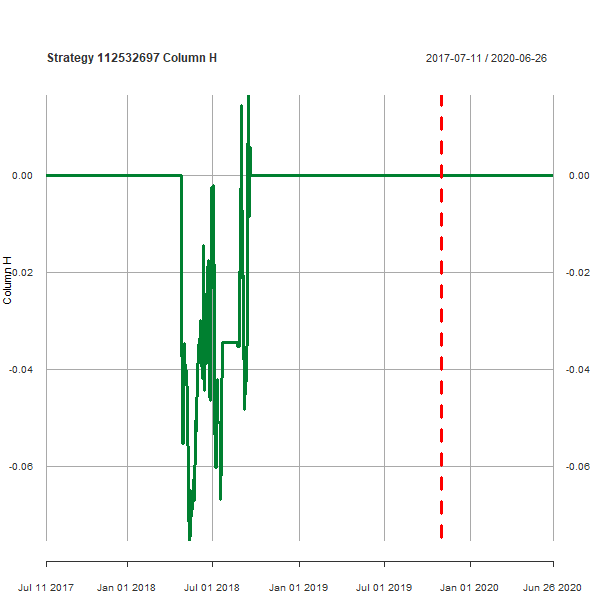 Strategy 112532697 Column H
2017-07-11 / 2020-06-26
0.00 0.00
-0.02 -0.02
Column H
-0.04 -0.04
-0.06 -0.06
Jul 11 2017 Jan 01 2018 Jul 01 2018 Jan 01 2019 Jul 01 2019 Jan 01 2020 Jun 26 2020